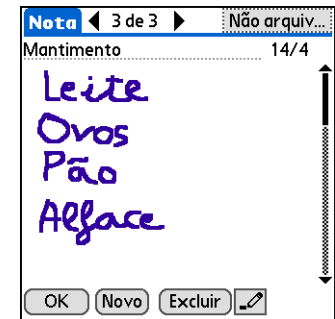 Nota 3 de 3 Não arquiv...
Mantimento 14/4
Leite
Ovos
Pão
Alface
OK Novo Excluir